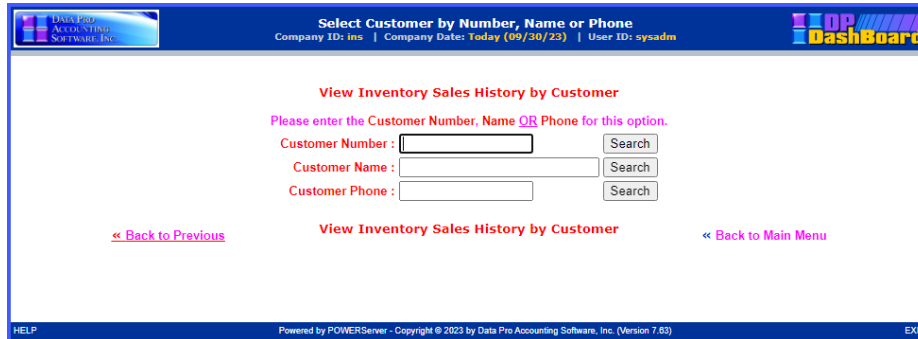 DATA PRO
ACCOUNTING
SOFTWARE, INC.
Select Customer by Number, Name or Phone
Company ID: ins | Company Date: Today (09/30/23) | User ID: sysadm
DP
DashBoard
View Inventory Sales History by Customer
Please enter the Customer Number, Name OR Phone for this option.
Customer Number : Search
Customer Name : Search
Customer Phone : Search
« Back to Previous View Inventory Sales History by Customer « Back to Main Menu
HELP Powered by POWERServer - Copyright © 2023 by Data Pro Accounting Software, Inc. (Version 7.63) EX